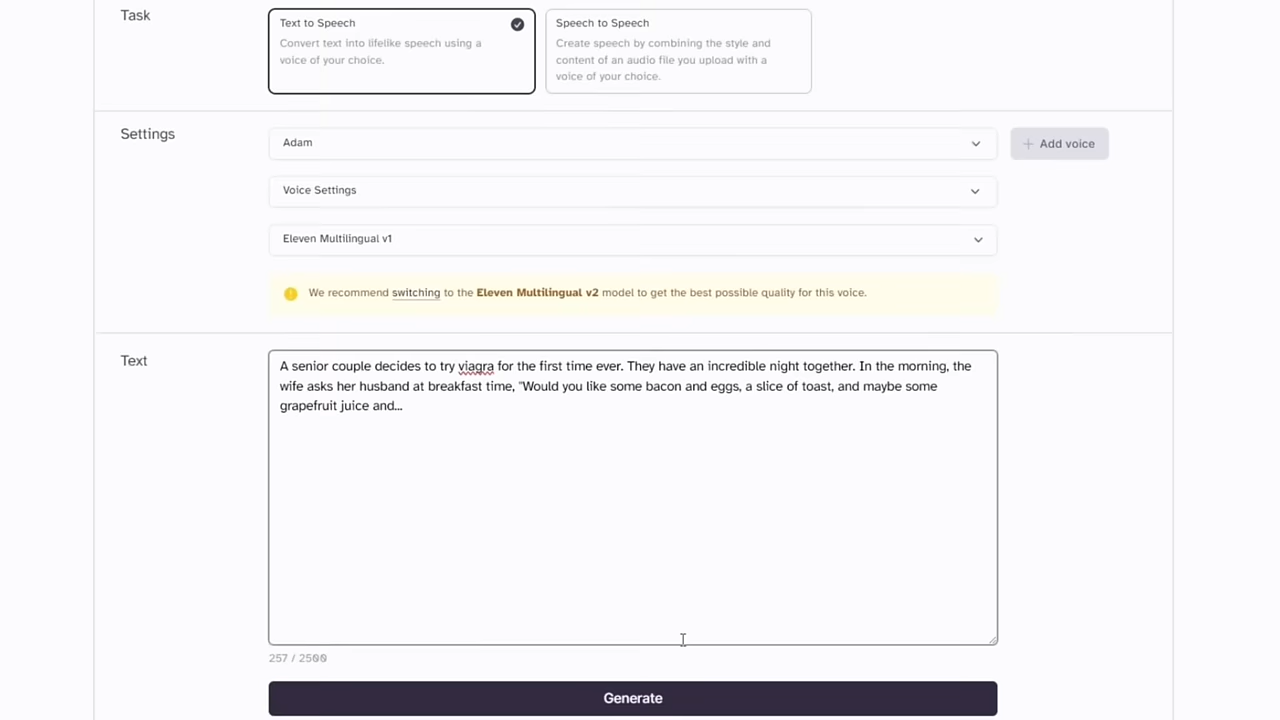 Task
Text to Speech
Convert text into lifelike speech using a
voice of your choice.
Speech to Speech
Create speech by combining the style and
content of an audio file you upload with a
voice of your choice.
Settings
Adam
+ Add voice
Voice Settings
Eleven Multilingual v1
We recommend switching to the Eleven Multilingual v2 model to get the best possible quality for this voice.
Text
A senior couple decides to try viagra for the first time ever. They have an incredible night together. In the morning, the
wife asks her husband at breakfast time, "Would you like some bacon and eggs, a slice of toast, and maybe some
grapefruit juice and...
257 / 2500
Generate